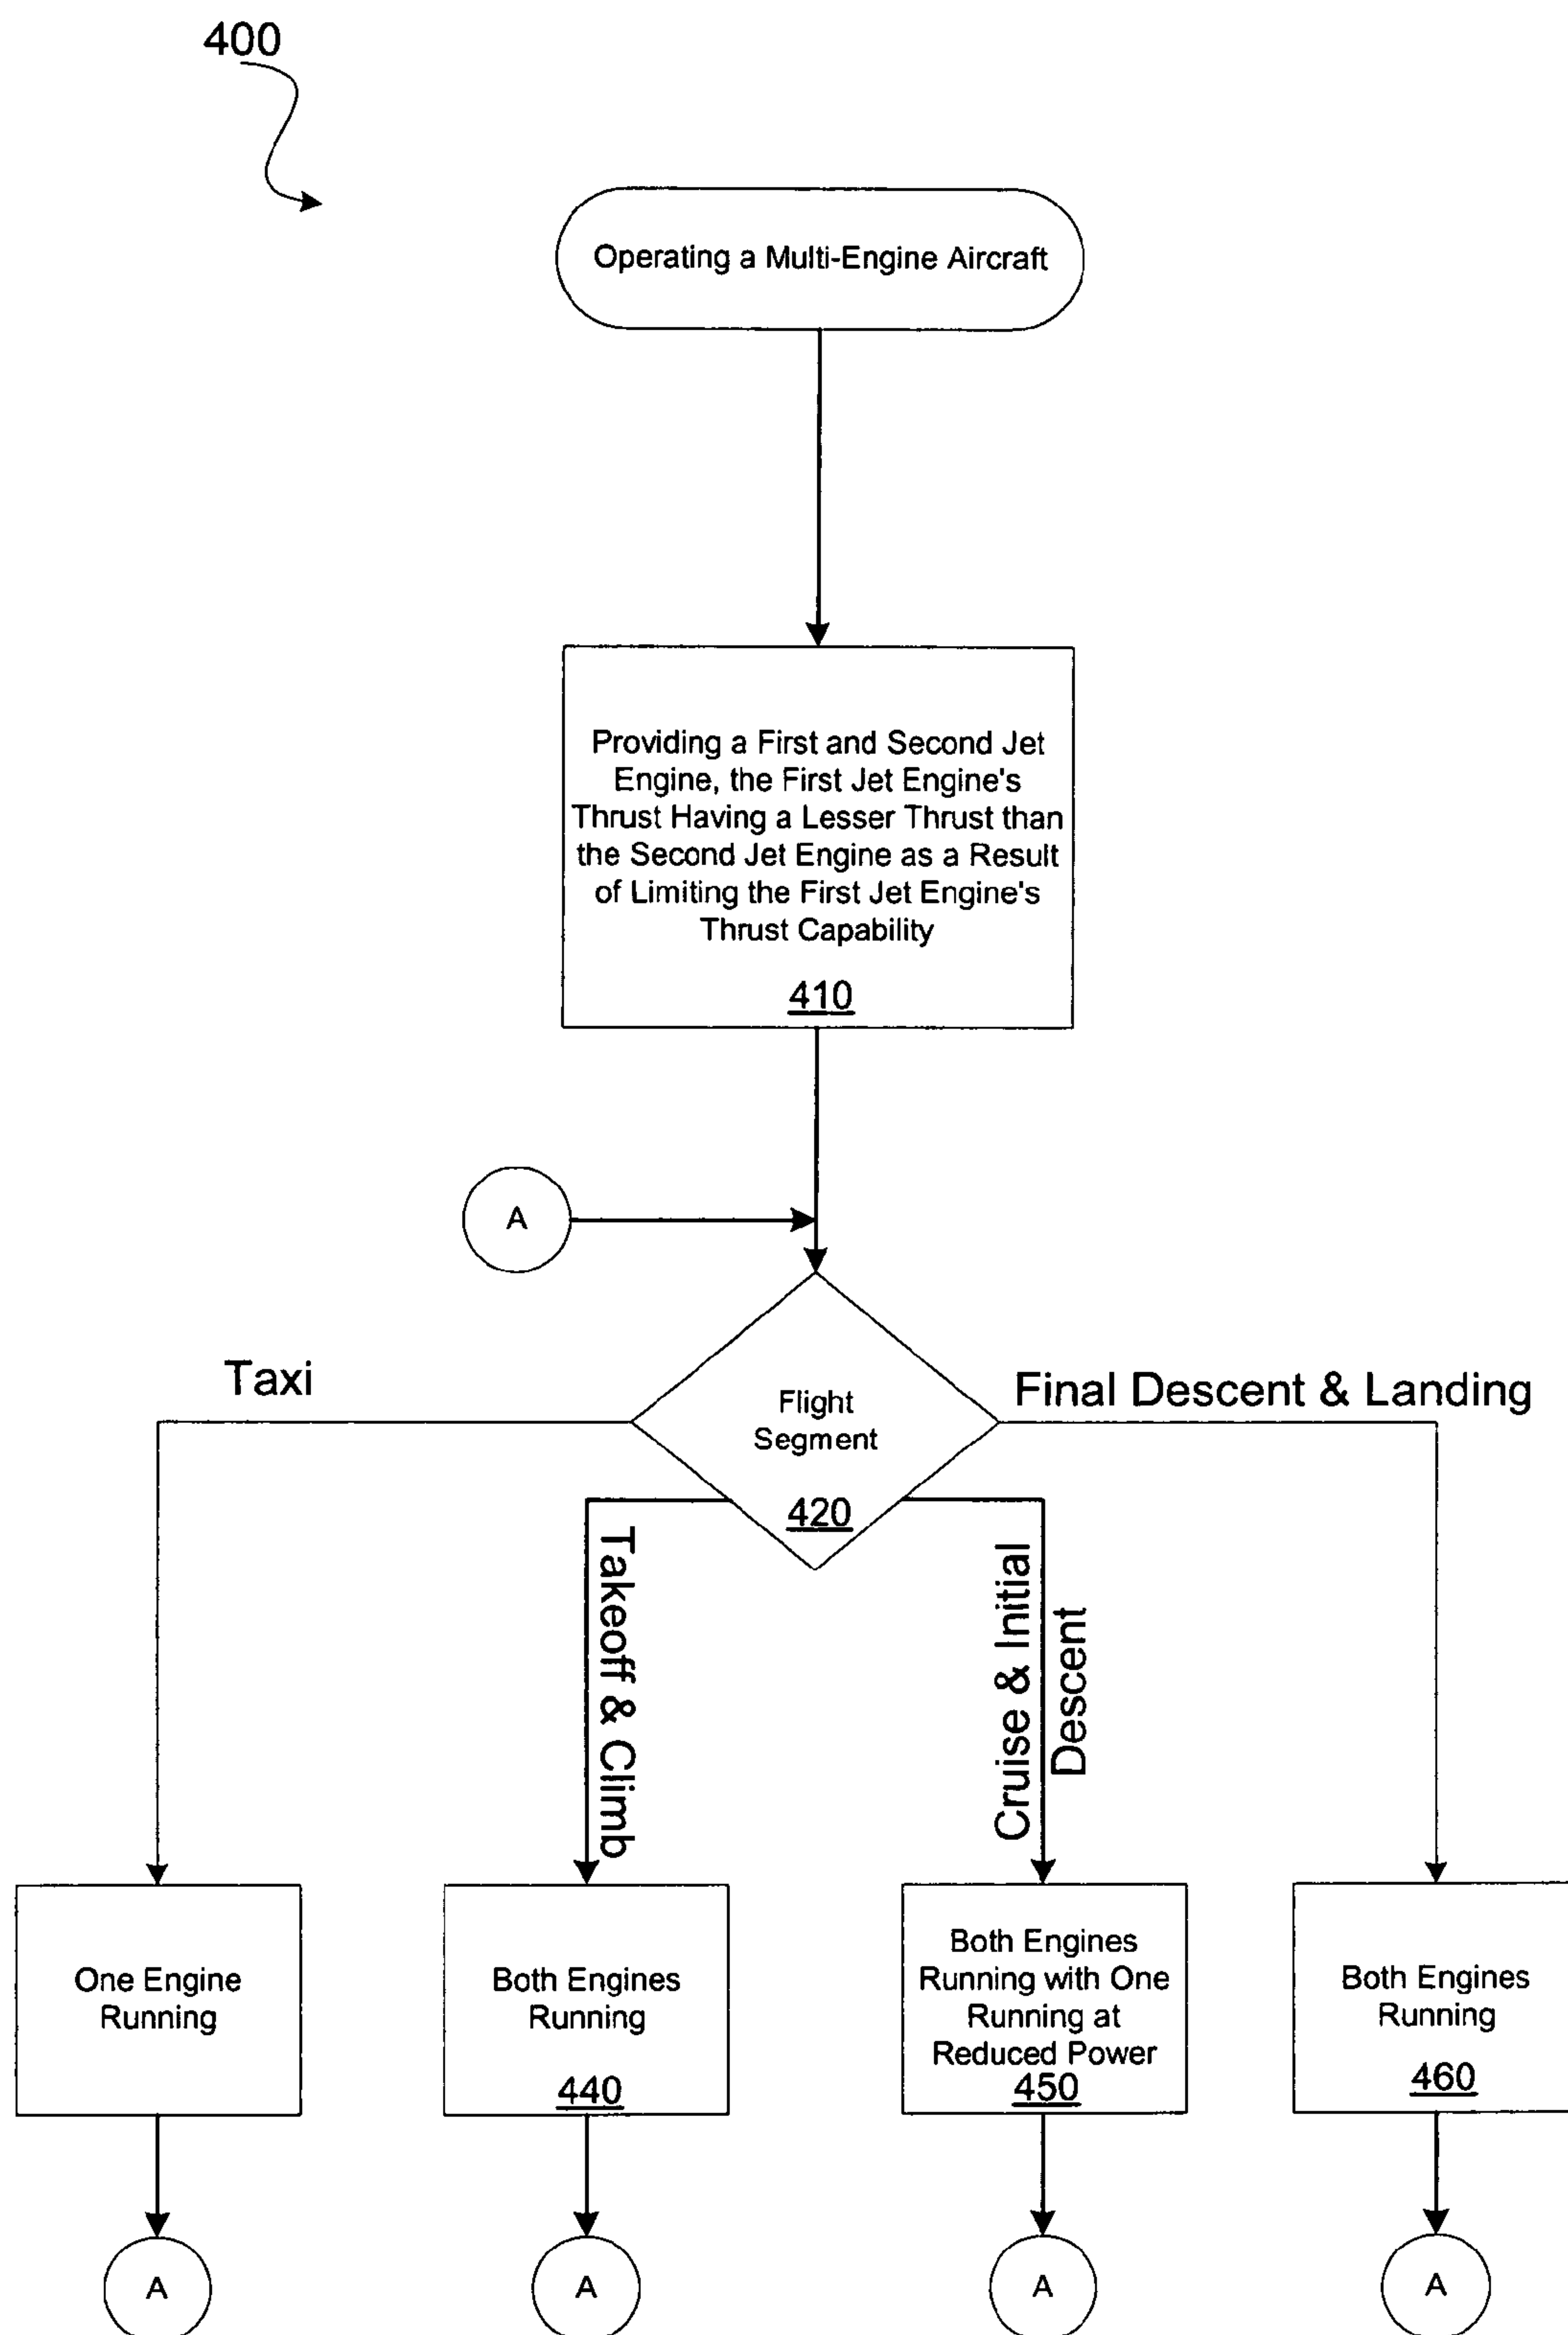 400
Operating a Multi-Engine Aircraft
Providing a First and Second Jet
Engine, the First Jet Engine's
Thrust Having a Lesser Thrust than
the Second Jet Engine as a Result
of Limiting the First Jet Engine's
Thrust Capability
410
A
Flight
Segment
420
Taxi
Takeoff & Climb
Cruise & Initial
Descent
Final Descent & Landing
One Engine
Running
Both Engines
Running
440
Both Engines
Running with One
Running at
Reduced Power
450
Both Engines
Running
460
A
A
A
A